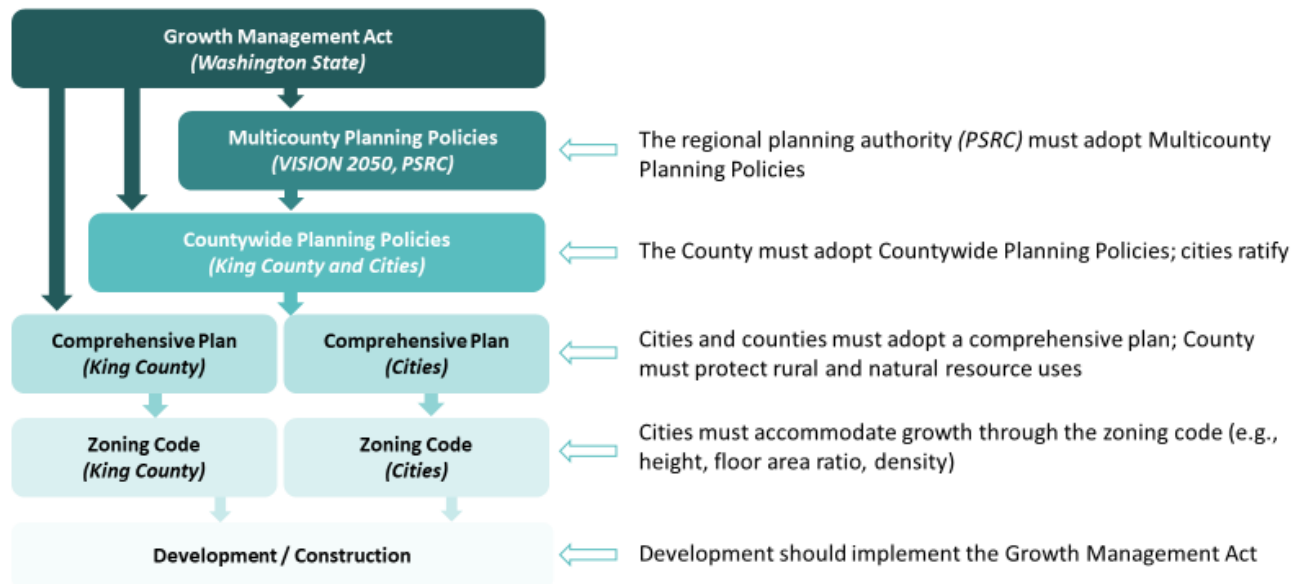 Growth Management Act
(Washington State)
Multicounty Planning Policies
(VISION 2050, PSRC)
The regional planning authority (PSRC) must adopt Multicounty
Planning Policies
Countywide Planning Policies
(King County and Cities)
The County must adopt Countywide Planning Policies; cities ratify
Comprehensive Plan
(King County)
Comprehensive Plan
(Cities)
Cities and counties must adopt a comprehensive plan; County
must protect rural and natural resource uses
Zoning Code
(King County)
Zoning Code
(Cities)
Cities must accommodate growth through the zoning code (e.g.,
height, floor area ratio, density)
Development / Construction
Development should implement the Growth Management Act